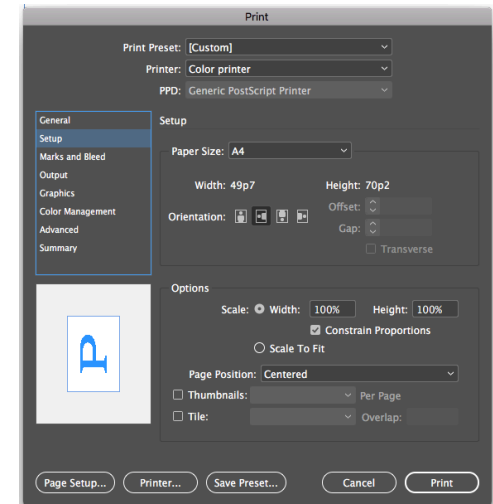 Print
Print Preset: [Custom]
Printer: Color printer
PPD: Generic PostScript Printer
General
Setup
Marks and Bleed
Output
Graphics
Color Management
Advanced
Summary
Setup
Paper Size: A4
Width: 49p7 Height: 70p2
Orientation: Offset:
Gap:
Transverse
P
Options
Scale: Width: 100% Height: 100%
Constrain Proportions
Scale To Fit
Page Position: Centered
Thumbnails: Per Page
Tile: Overlap:
Page Setup... Printer... Save Preset... Cancel Print